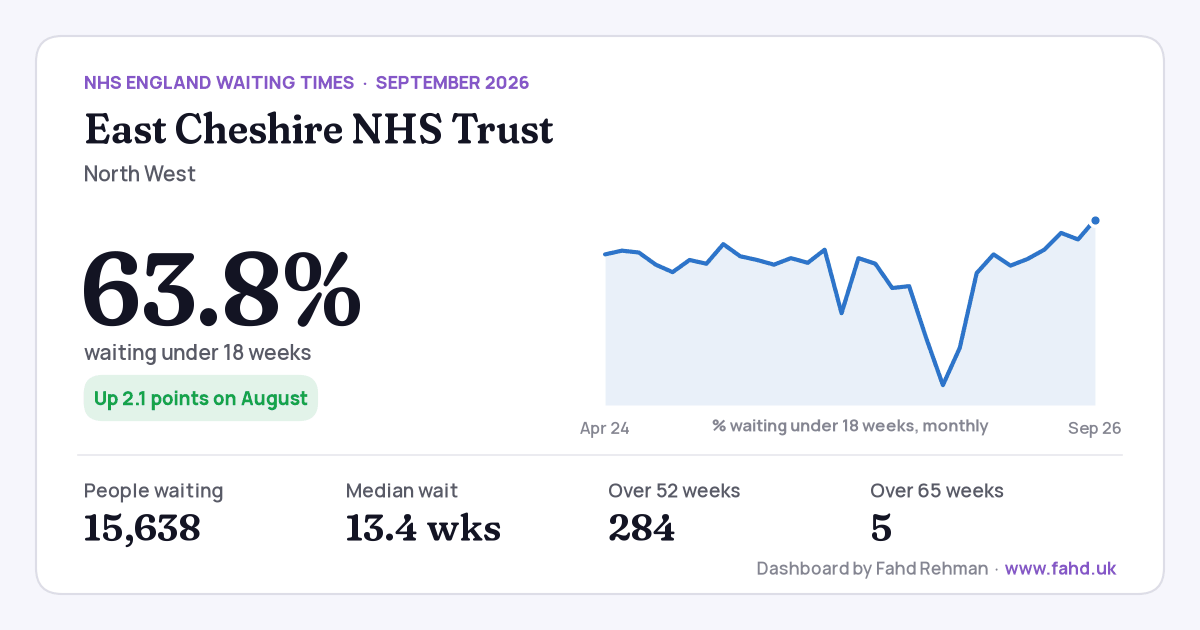 NHS ENGLAND WAITING TIMES · SEPTEMBER 2026
East Cheshire NHS Trust
North West
63.8%
waiting under 18 weeks
Up 2.1 points on August
Apr 24
% waiting under 18 weeks, monthly
Sep 26
People waiting
15,638
Median wait
13.4 wks
Over 52 weeks
284
Over 65 weeks
5
Dashboard by Fahd Rehman · www.fahd.uk